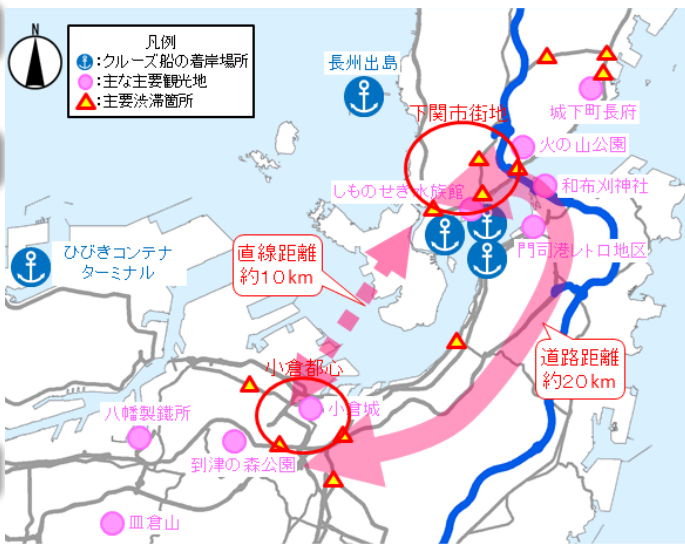 N
凡例
:クルーズ船の着岸場所
:主な主要観光地
:主要渋滞箇所
長州出島
下関市街地
城下町長府
火の山公園
しものせき水族館
和布刈神社
門司港レトロ地区
ひびきコンテナ
ターミナル
直線距離
約10km
道路距離
約20km
小倉都心
小倉城
八幡製鐵所
到津の森公園
皿倉山